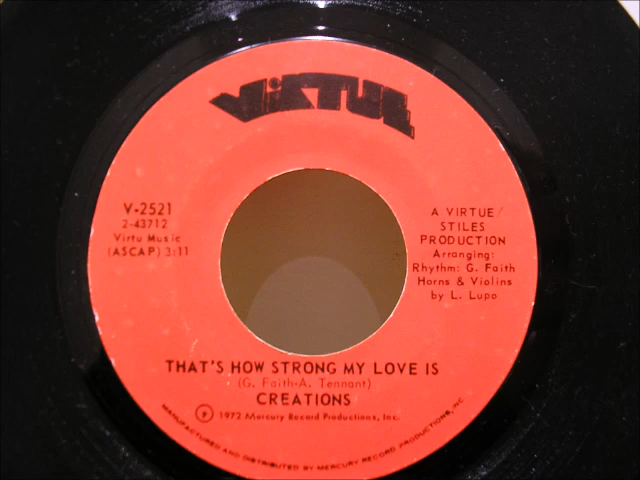 VIRTUE
V-2521
2-43712
Virtu Music
(ASCAP) 3:11
A VIRTUE/
STILES
PRODUCTION
Arranging:
Rhythm: G. Faith
Horns & Violins
by L. Lupo
THAT'S HOW STRONG MY LOVE IS
(G. Faith-A. Tennant)
CREATIONS
℗ 1972 Mercury Record Productions, Inc.
MANUFACTURED AND DISTRIBUTED BY MERCURY RECORD PRODUCTIONS, INC.